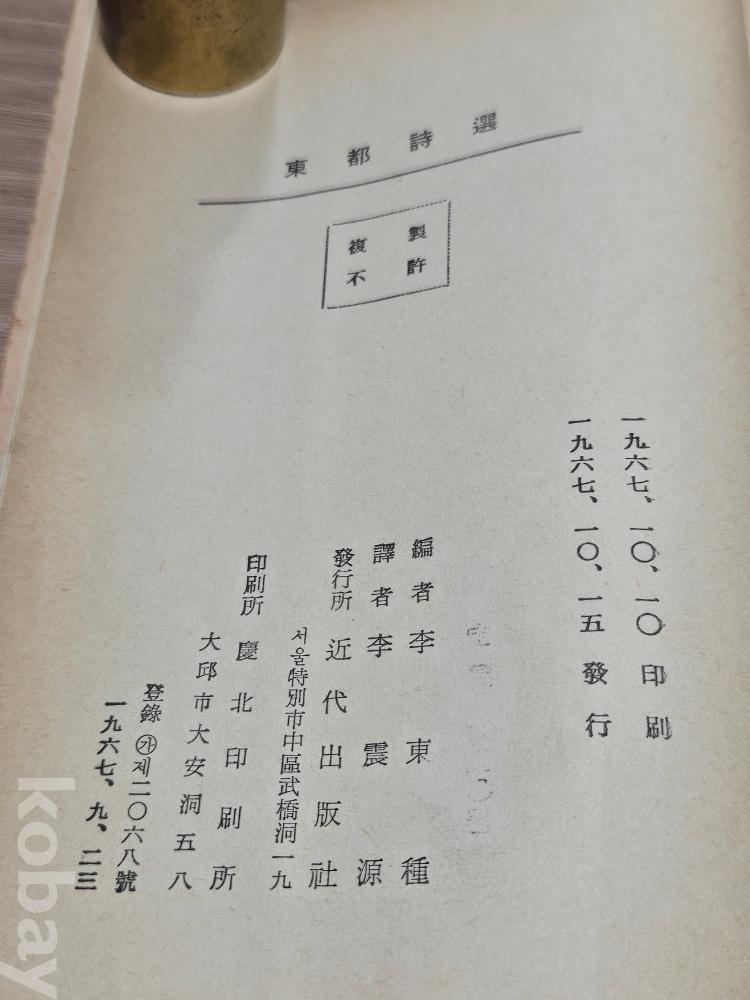 東都詩選
複製
不許
一九六七、一〇、一〇 印刷
一九六七、一〇、一五 發行
編者 李東種
譯者 李震源
發行所 近代出版社
서울特別市中區武橋洞一九
印刷所 慶北印刷所
大邱市大安洞五八
登錄 ㉮제二〇六八號
一九六七、九、二三
kobay